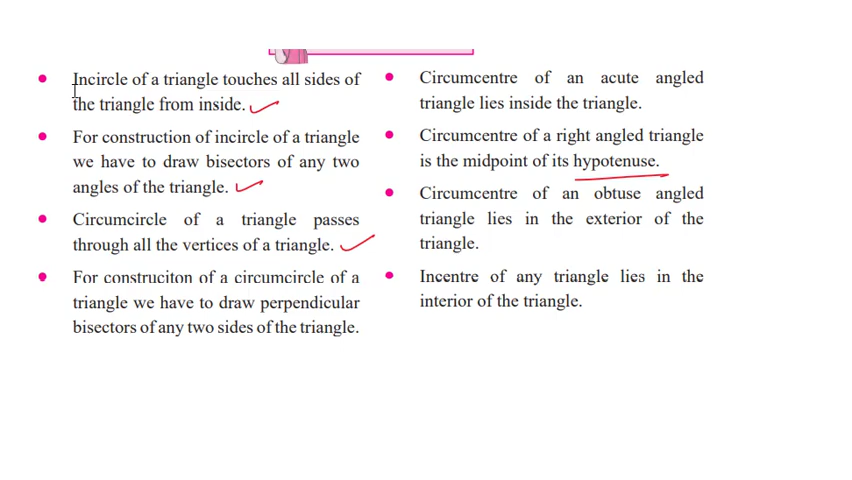 • Incircle of a triangle touches all sides of
the triangle from inside.
• For construction of incircle of a triangle
we have to draw bisectors of any two
angles of the triangle.
• Circumcircle of a triangle passes
through all the vertices of a triangle.
• For construciton of a circumcircle of a
triangle we have to draw perpendicular
bisectors of any two sides of the triangle.
• Circumcentre of an acute angled
triangle lies inside the triangle.
• Circumcentre of a right angled triangle
is the midpoint of its hypotenuse.
• Circumcentre of an obtuse angled
triangle lies in the exterior of the
triangle.
• Incentre of any triangle lies in the
interior of the triangle.